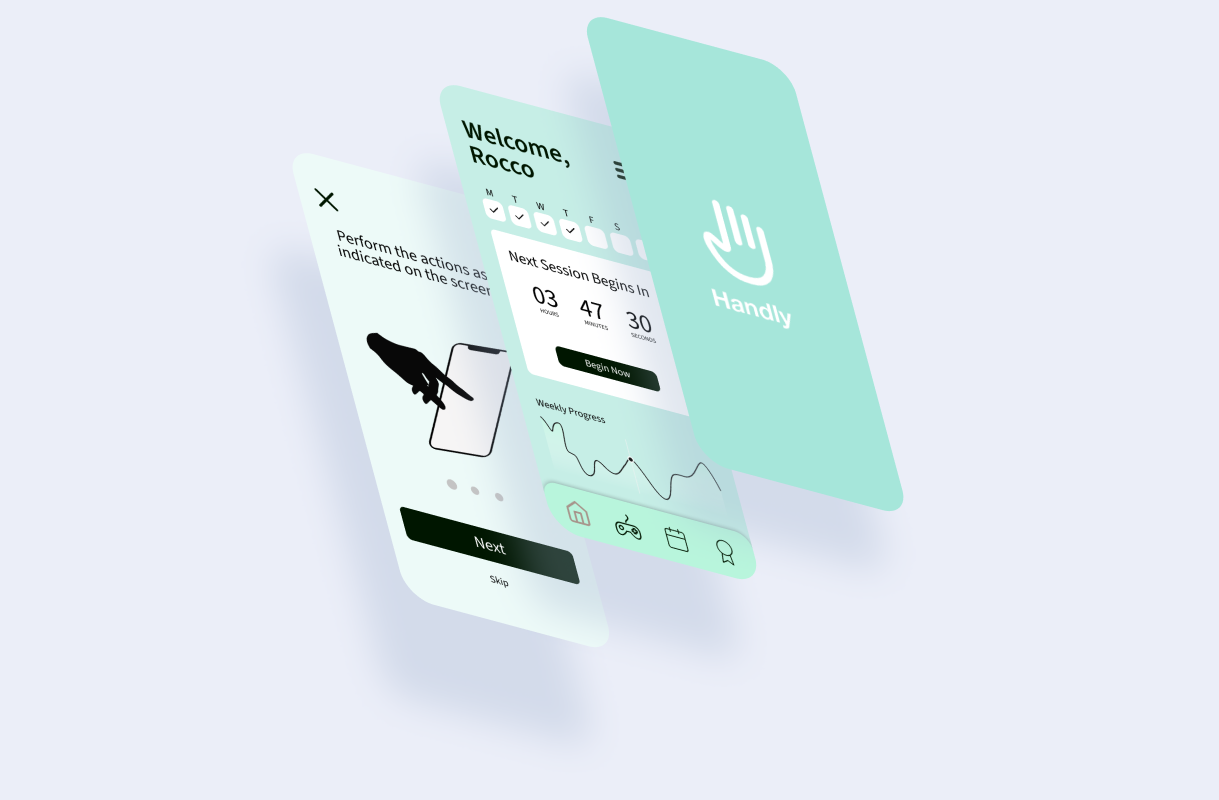 Perform the actions as
indicated on the screen
Next
Skip
Welcome,
Rocco
M T W T F S
Next Session Begins In
03 47 30
HOURS MINUTES SECONDS
Begin Now
Weekly Progress
Handly